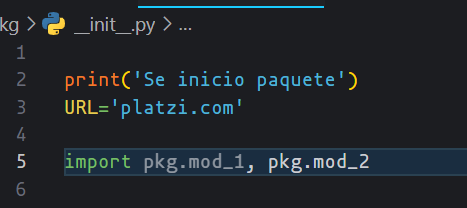 kg > __init__.py > ...
1
2 print('Se inicio paquete')
3 URL='platzi.com'
4
5 import pkg.mod_1, pkg.mod_2
6